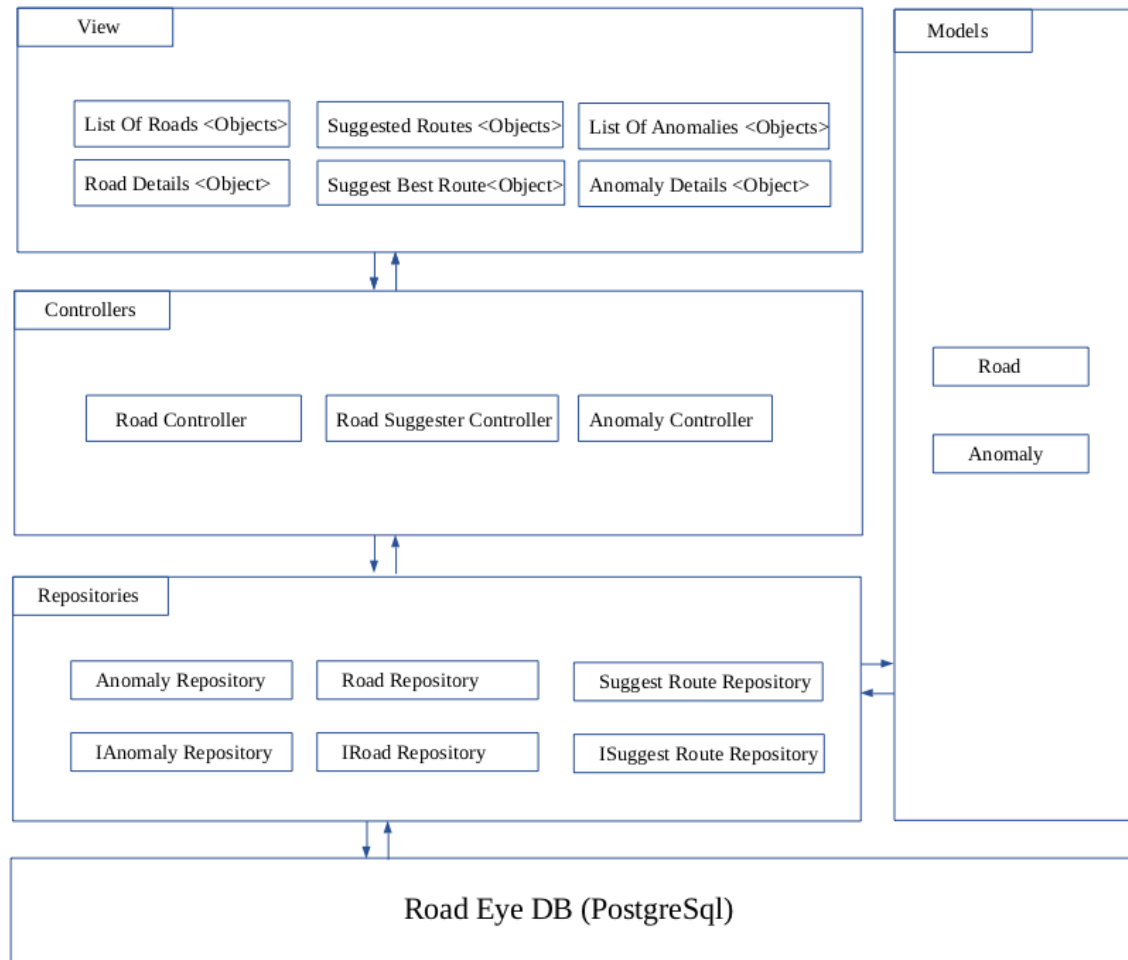 View
List Of Roads <Objects>
Suggested Routes <Objects>
List Of Anomalies <Objects>
Road Details <Object>
Suggest Best Route<Object>
Anomaly Details <Object>
Models
Road
Anomaly
Controllers
Road Controller
Road Suggester Controller
Anomaly Controller
Repositories
Anomaly Repository
Road Repository
Suggest Route Repository
IAnomaly Repository
IRoad Repository
ISuggest Route Repository
Road Eye DB (PostgreSql)